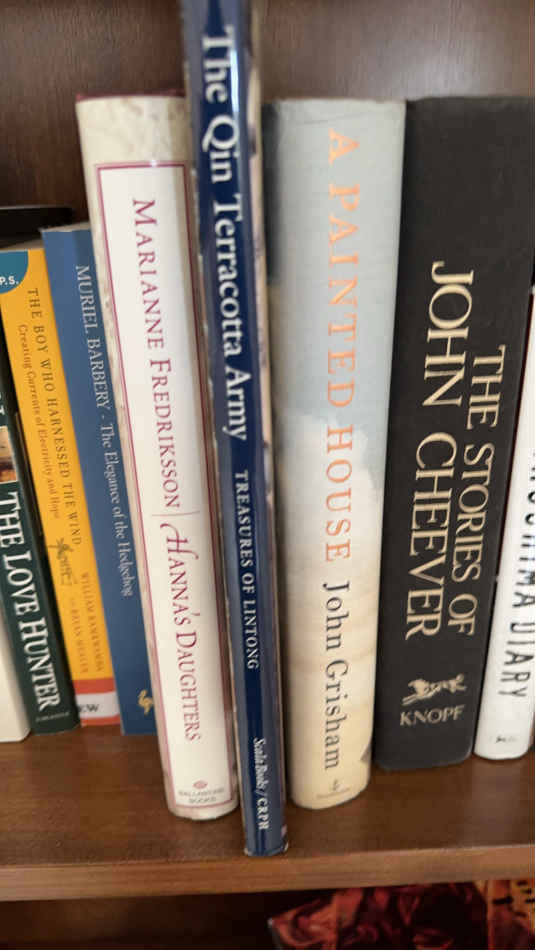 THE LOVE HUNTER
P.S.
THE BOY WHO HARNESSED THE WIND
Creating Currents of Electricity and Hope
WILLIAM KAMKWAMBA
AND BRYAN MEALER
MURIEL BARBERY · The Elegance of the Hedgehog
MARIANNE FREDRIKSSON | HANNA'S DAUGHTERS
BALLANTINE
BOOKS
The Qin Terracotta Army TREASURES OF LINTONG
Scala Books / CRPH
A PAINTED HOUSE John Grisham
THE STORIES OF
JOHN CHEEVER
KNOPF
DIARY